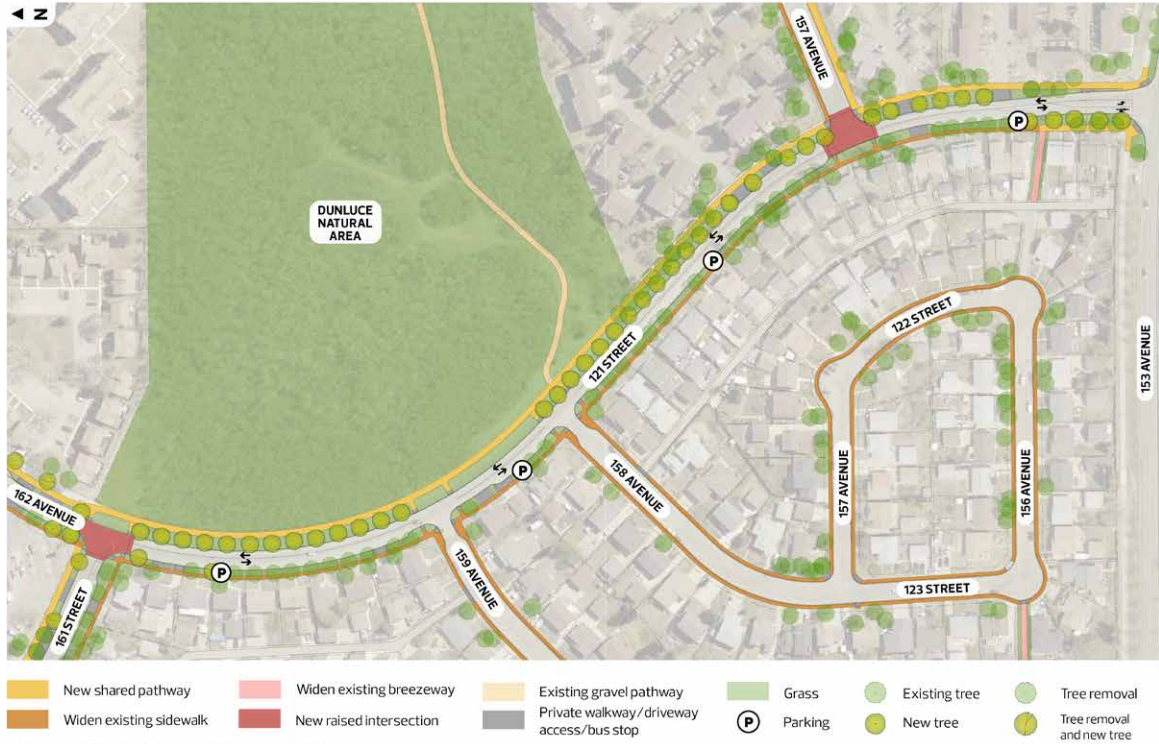 N
157 AVENUE
P
DUNLUCE
NATURAL
AREA
P
122 STREET
121 STREET
153 AVENUE
P
158 AVENUE
157 AVENUE
156 AVENUE
162 AVENUE
159 AVENUE
P
123 STREET
161 STREET
New shared pathway
Widen existing breezeway
Existing gravel pathway
Grass
Existing tree
Tree removal
Widen existing sidewalk
New raised intersection
Private walkway/driveway
access/bus stop
P Parking
New tree
Tree removal
and new tree